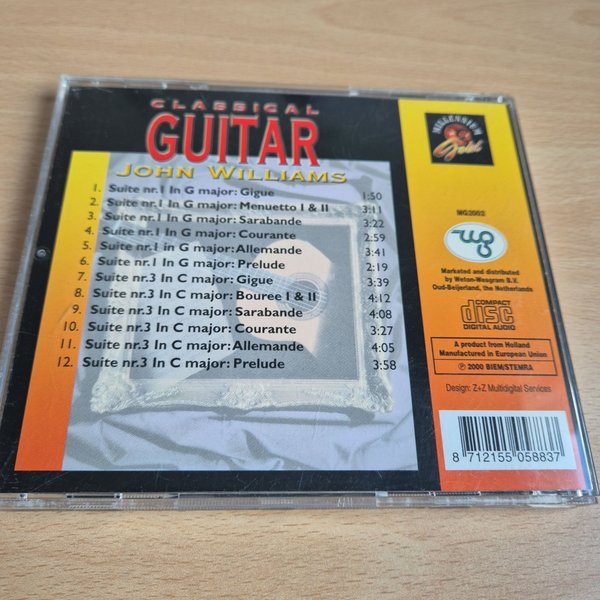 CLASSICAL
GUITAR
JOHN WILLIAMS
1. Suite nr.1 In G major: Gigue 1:50
2. Suite nr.1 In G major: Menuetto I & II 3:11
3. Suite nr.1 In G major: Sarabande 3:22
4. Suite nr.1 in G major: Courante 2:59
5. Suite nr.1 in G major: Allemande 3:41
6. Suite nr.1 in G major: Prelude 2:19
7. Suite nr.3 In C major: Gigue 3:39
8. Suite nr.3 In C major: Bouree I & II 4:12
9. Suite nr.3 In C major: Sarabande 4:08
10. Suite nr.3 In C major: Courante 3:27
11. Suite nr.3 In C major: Allemande 4:05
12. Suite nr.3 In C major: Prelude 3:58
MILLENNIUM
Gold
MG2002
wg
Marketed and distributed
by Weton-Wesgram B.V.
Oud-Beijerland, the Netherlands
COMPACT
disc
DIGITAL AUDIO
A product from Holland
Manufactured in European Union
℗ 2000 BIEM/STEMRA
Design: Z+Z Multidigital Services
8 712155 058837